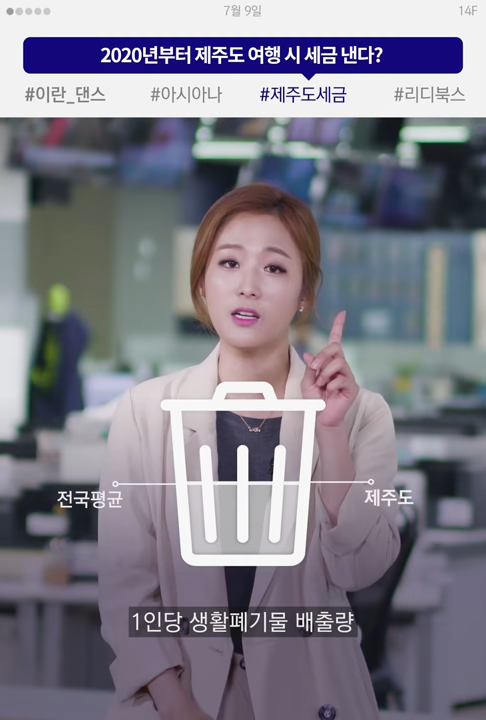 7월 9일
14F
2020년부터 제주도 여행 시 세금 낸다?
#이란_댄스 #아시아나 #제주도세금 #리디북스
전국평균
제주도
1인당 생활폐기물 배출량